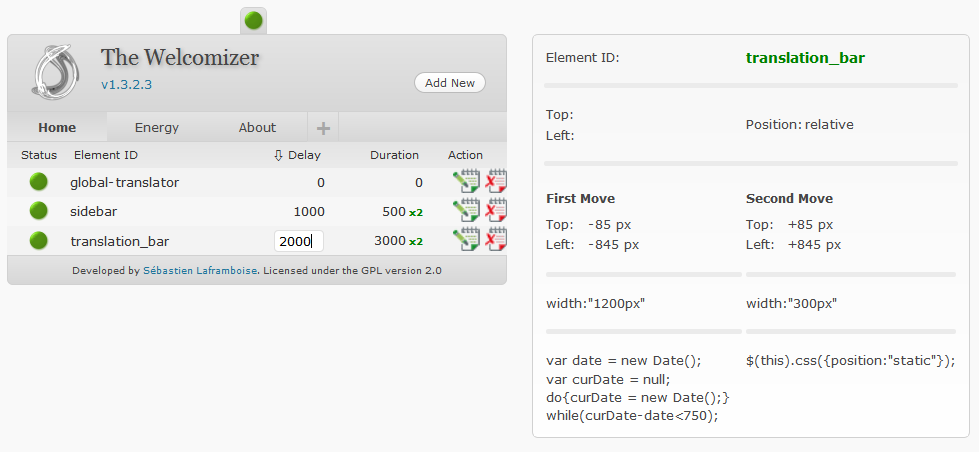 The Welcomizer
v1.3.2.3
Add New
Home Energy About +
Status Element ID ⇩ Delay Duration Action
global-translator 0 0
sidebar 1000 500 x2
translation_bar 2000 3000 x2
Developed by Sébastien Laframboise. Licensed under the GPL version 2.0
Element ID: translation_bar
Top:
Left:
Position: relative
First Move Second Move
Top: -85 px Top: +85 px
Left: -845 px Left: +845 px
width:"1200px" width:"300px"
var date = new Date(); $(this).css({position:"static"});
var curDate = null;
do{curDate = new Date();}
while(curDate-date<750);